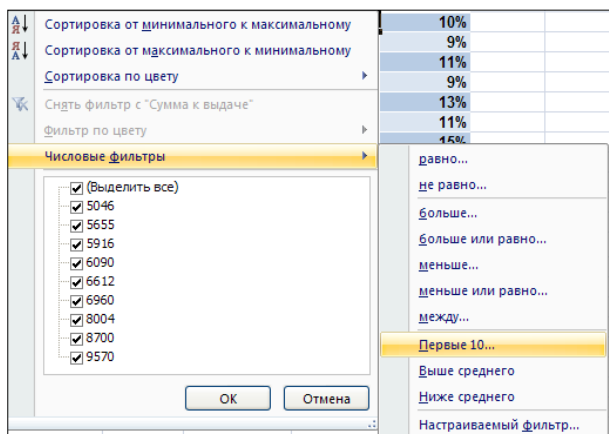 Сортировка от минимального к максимальному
Сортировка от максимального к минимальному
Сортировка по цвету
Снять фильтр с "Сумма к выдаче"
Фильтр по цвету
Числовые фильтры
(Выделить все)
5046
5655
5916
6090
6612
6960
8004
8700
9570
ОК Отмена
10%
9%
11%
9%
13%
11%
15%
равно...
не равно...
больше...
больше или равно...
меньше...
меньше или равно...
между...
Первые 10...
Выше среднего
Ниже среднего
Настраиваемый фильтр...